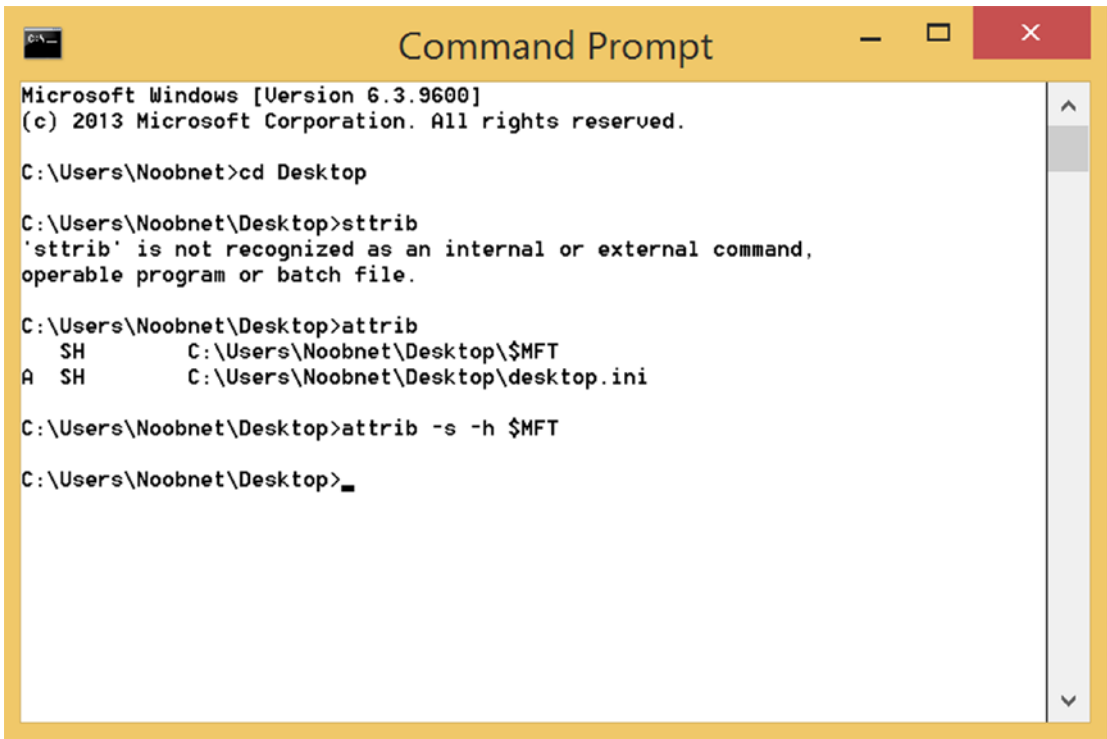 Command Prompt
Microsoft Windows [Version 6.3.9600]
(c) 2013 Microsoft Corporation. All rights reserved.
C:\Users\Noobnet>cd Desktop
C:\Users\Noobnet\Desktop>sttrib
'sttrib' is not recognized as an internal or external command,
operable program or batch file.
C:\Users\Noobnet\Desktop>attrib
   SH         C:\Users\Noobnet\Desktop\$MFT
A  SH         C:\Users\Noobnet\Desktop\desktop.ini
C:\Users\Noobnet\Desktop>attrib -s -h $MFT
C:\Users\Noobnet\Desktop>_